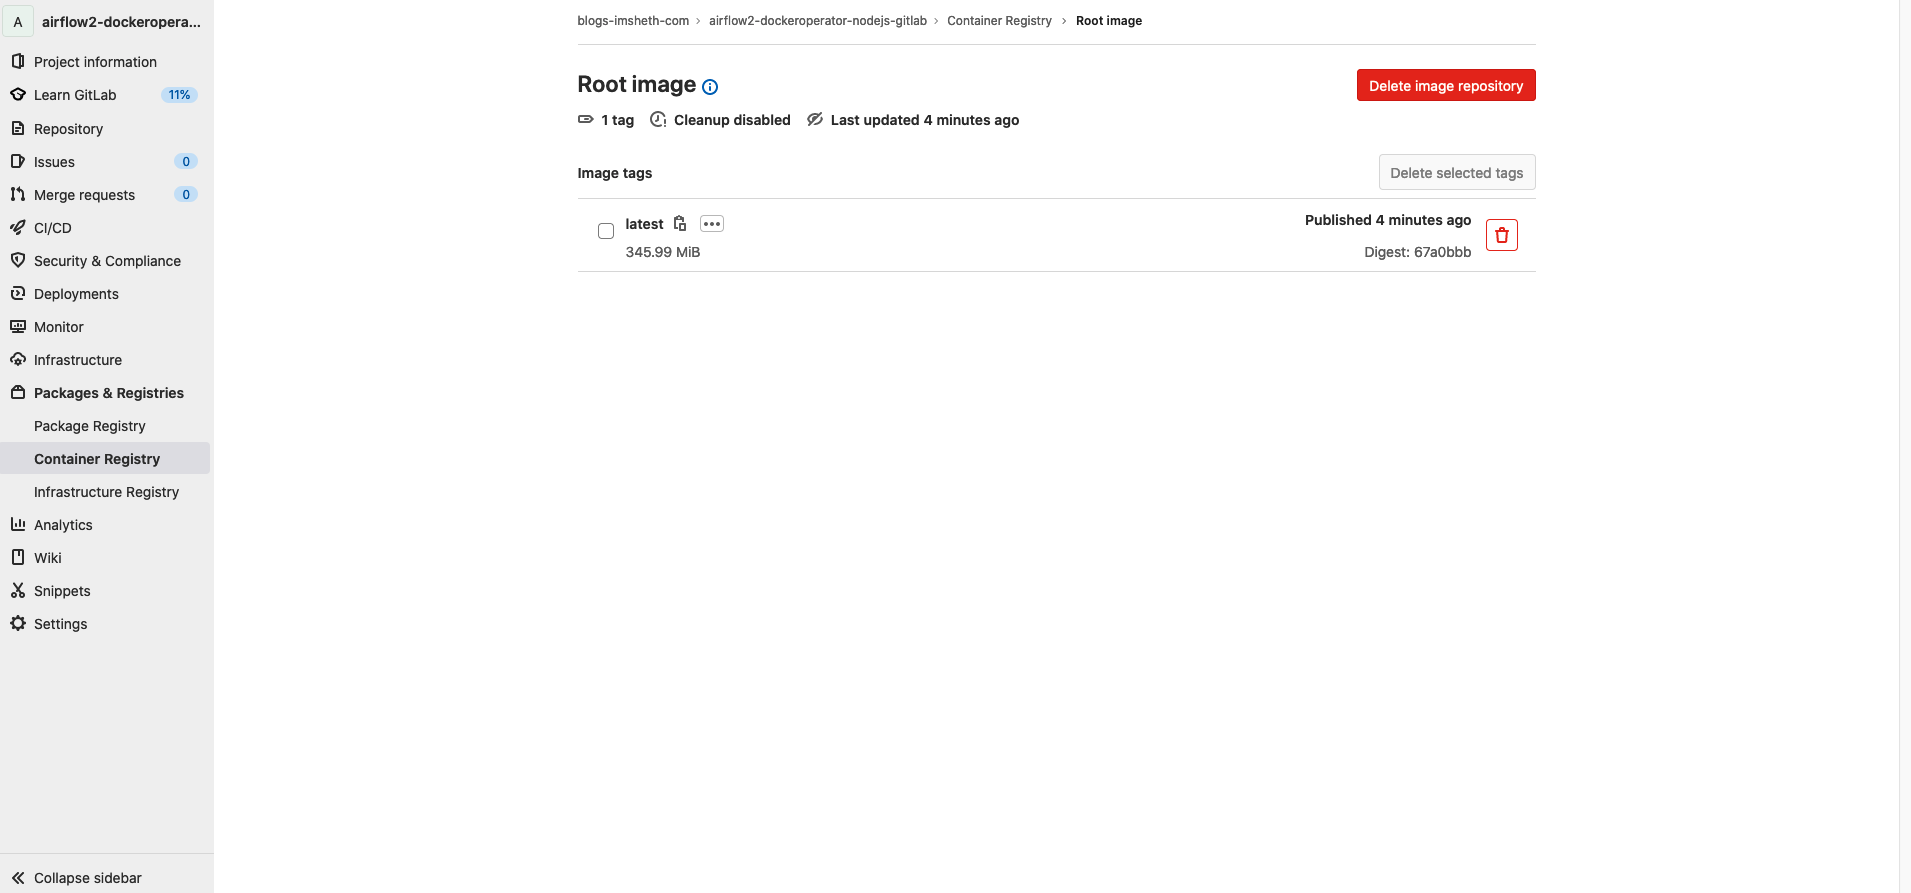 A airflow2-dockeropera...
Project information
Learn GitLab 11%
Repository
Issues 0
Merge requests 0
CI/CD
Security & Compliance
Deployments
Monitor
Infrastructure
Packages & Registries
Package Registry
Container Registry
Infrastructure Registry
Analytics
Wiki
Snippets
Settings
Collapse sidebar
blogs-imsheth-com › airflow2-dockeroperator-nodejs-gitlab › Container Registry › Root image
Root image
Delete image repository
1 tag Cleanup disabled Last updated 4 minutes ago
Image tags
Delete selected tags
latest
Published 4 minutes ago
345.99 MiB
Digest: 67a0bbb